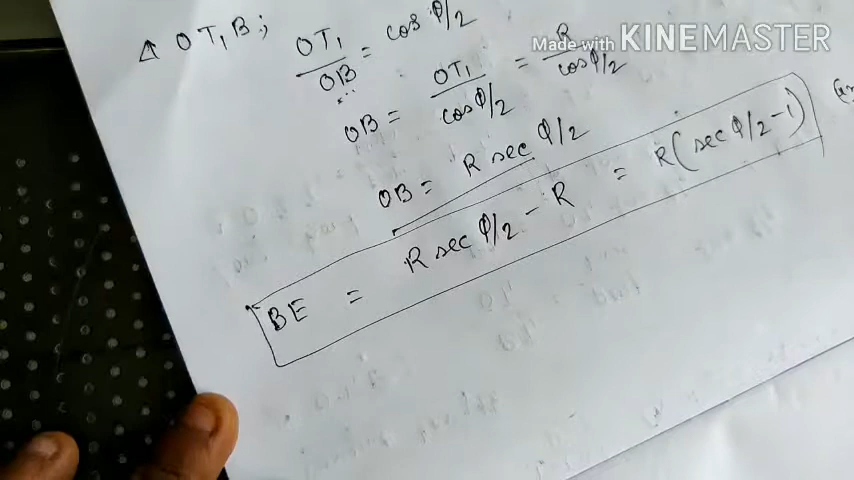 Δ OT₁B;
OT₁/OB = cos φ/2
OB = OT₁/cos φ/2 = R/cos φ/2
OB = R sec φ/2
BE = R sec φ/2 - R = R(sec φ/2 - 1)
Made with KINEMASTER